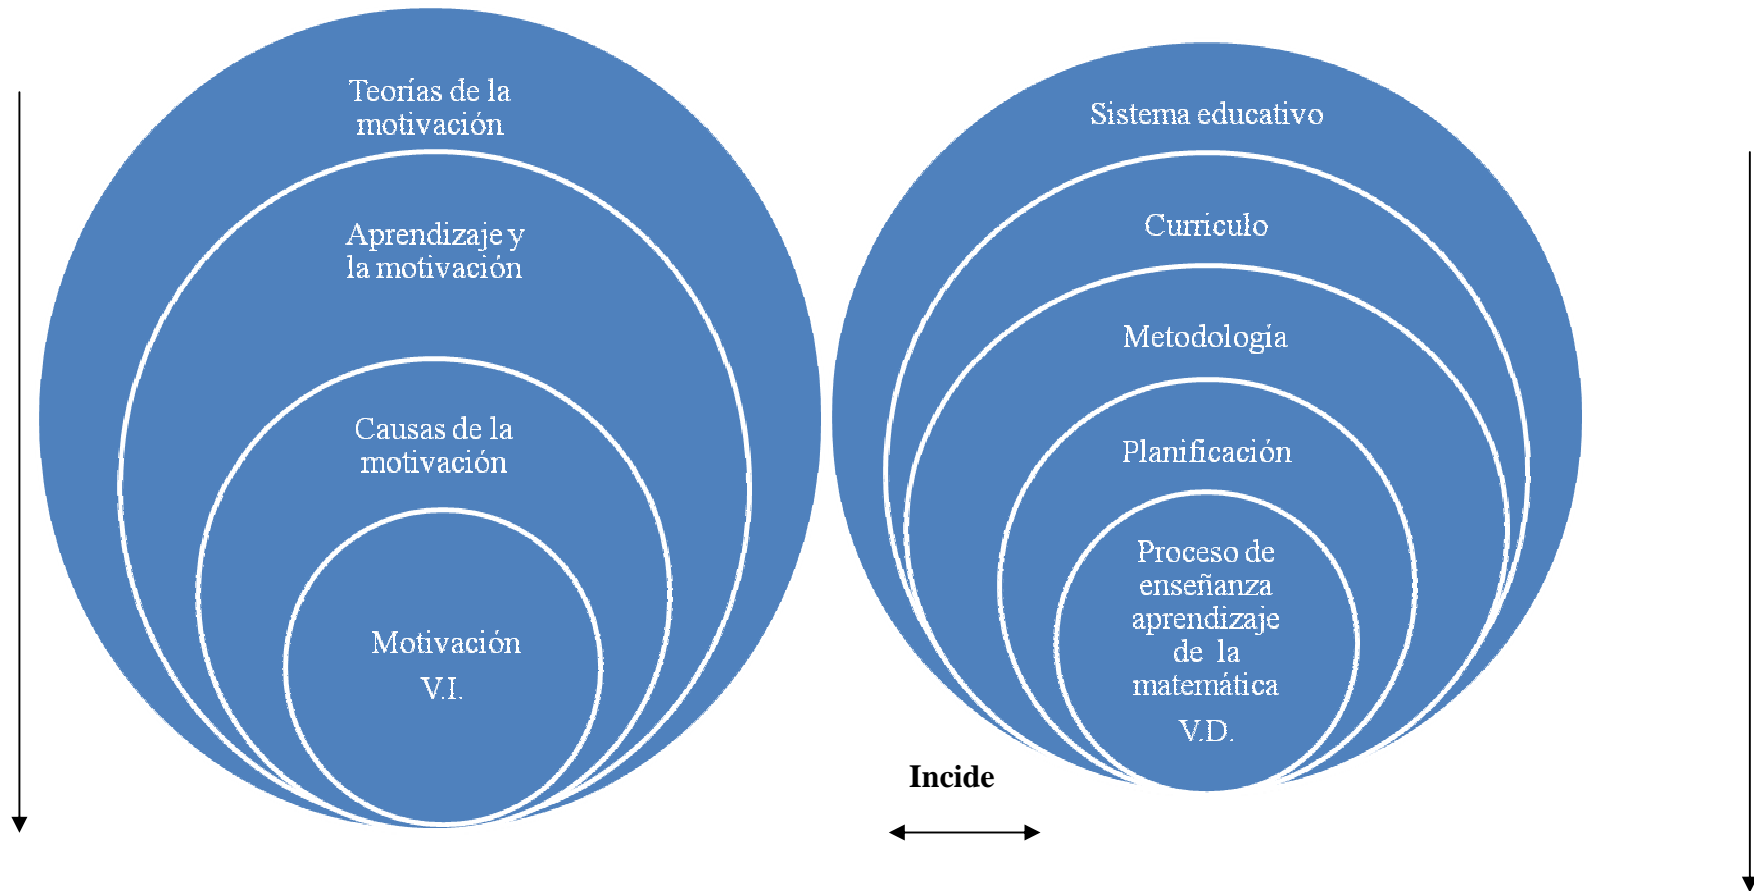 Teorías de la
motivación
Aprendizaje y
la motivación
Causas de la
motivación
Motivación
V.I.
Sistema educativo
Curriculo
Metodología
Planificación
Proceso de
enseñanza
aprendizaje
de la
matemática
V.D.
Incide